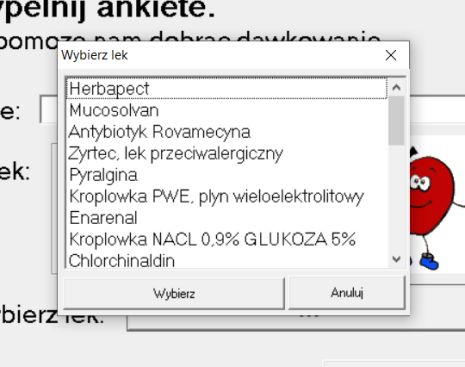 ypełnij ankietę.
pomoże nam dobrać dawkowanie
Wybierz lek
e:
ek:
Herbapect
Mucosolvan
Antybiotyk Rovamecyna
Zyrtec, lek przeciwalergiczny
Pyralgina
Kroplowka PWE, plyn wieloelektrolitowy
Enarenal
Kroplowka NACL 0,9% GLUKOZA 5%
Chlorchinaldin
Wybierz
Anuluj
bierz lek:
...